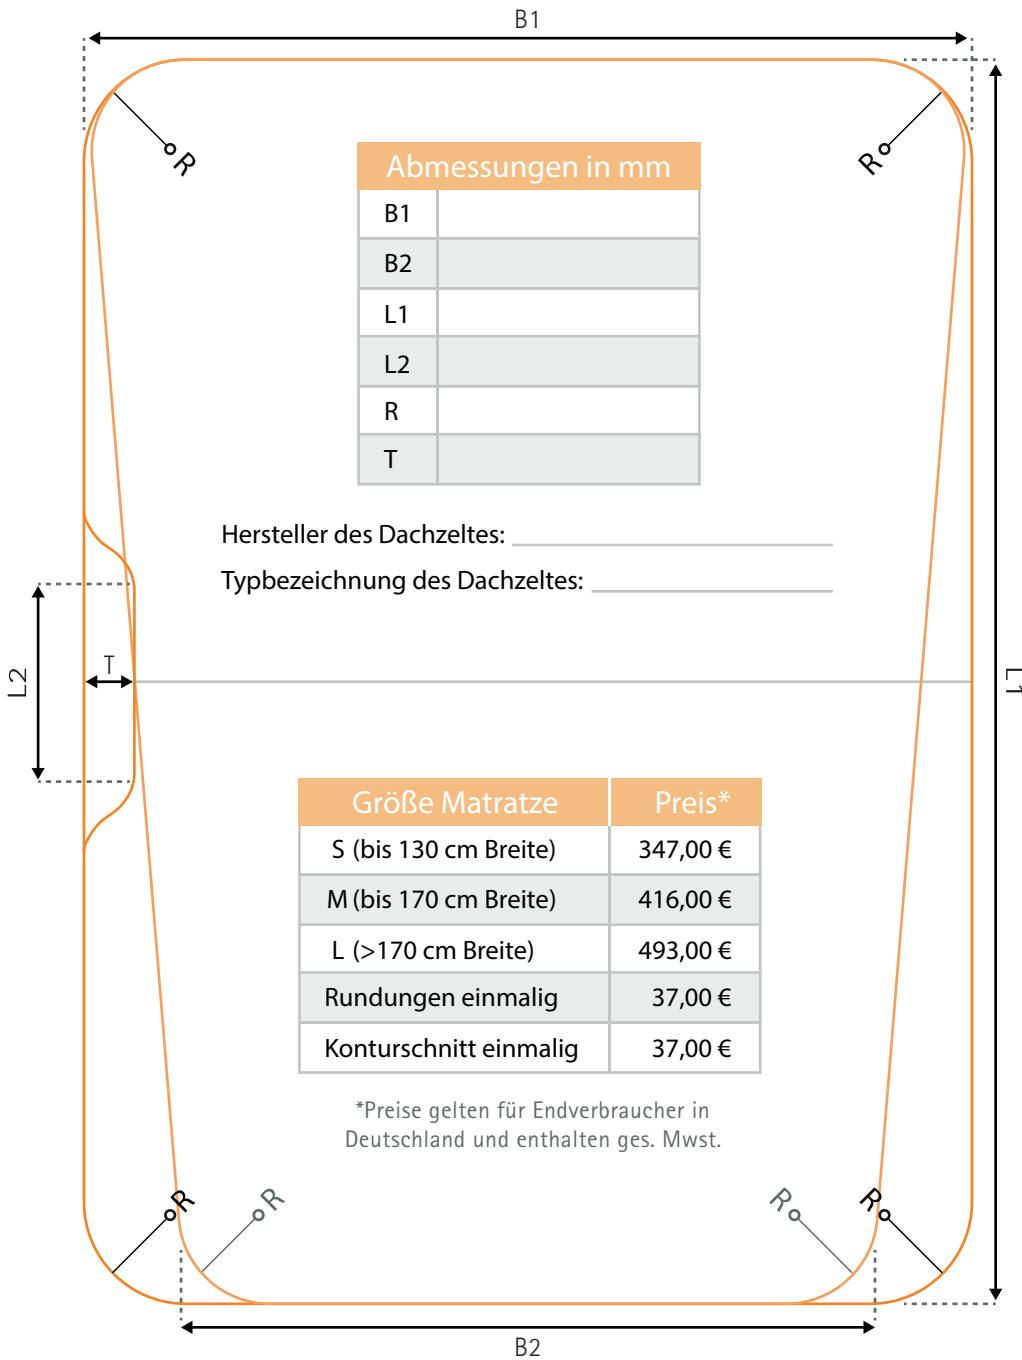 B1
R
R
Abmessungen in mm
B1
B2
L1
L2
R
T
Hersteller des Dachzeltes:
Typbezeichnung des Dachzeltes:
L2
T
L1
Größe Matratze Preis*
S (bis 130 cm Breite) 347,00 €
M (bis 170 cm Breite) 416,00 €
L (>170 cm Breite) 493,00 €
Rundungen einmalig 37,00 €
Konturschnitt einmalig 37,00 €
*Preise gelten für Endverbraucher in
Deutschland und enthalten ges. Mwst.
R
R
R
R
B2